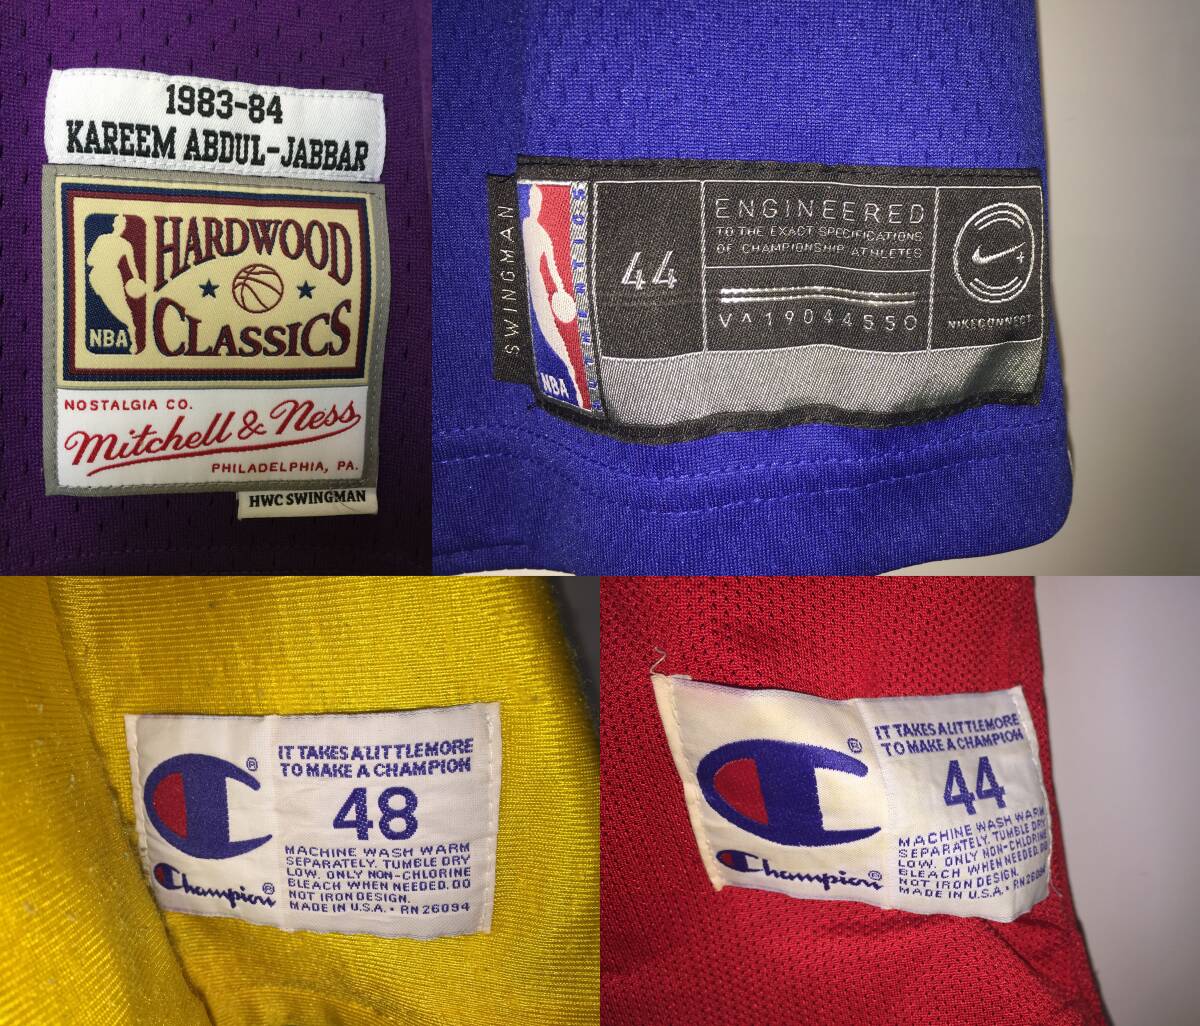 1983-84
KAREEM ABDUL-JABBAR
HARDWOOD
CLASSICS
NBA
NOSTALGIA CO.
Mitchell & Ness
PHILADELPHIA, PA.
HWC SWINGMAN
SWINGMAN
NBA
44
ENGINEERED
TO THE EXACT SPECIFICATIONS
OF CHAMPIONSHIP ATHLETES
VA19044550
NIKECONNECT
IT TAKES A LITTLE MORE
TO MAKE A CHAMPION
48
MACHINE WASH WARM
SEPARATELY. TUMBLE DRY
LOW. ONLY NON-CHLORINE
BLEACH WHEN NEEDED. DO
NOT IRON DESIGN.
MADE IN U.S.A. • RN 26094
®
Champion®
IT TAKES A LITTLE MORE
TO MAKE A CHAMPION
44
MACHINE WASH WARM
SEPARATELY. TUMBLE DRY
LOW. ONLY NON-CHLORINE
BLEACH WHEN NEEDED. DO
NOT IRON DESIGN.
MADE IN U.S.A. • RN 26094
®
Champion®